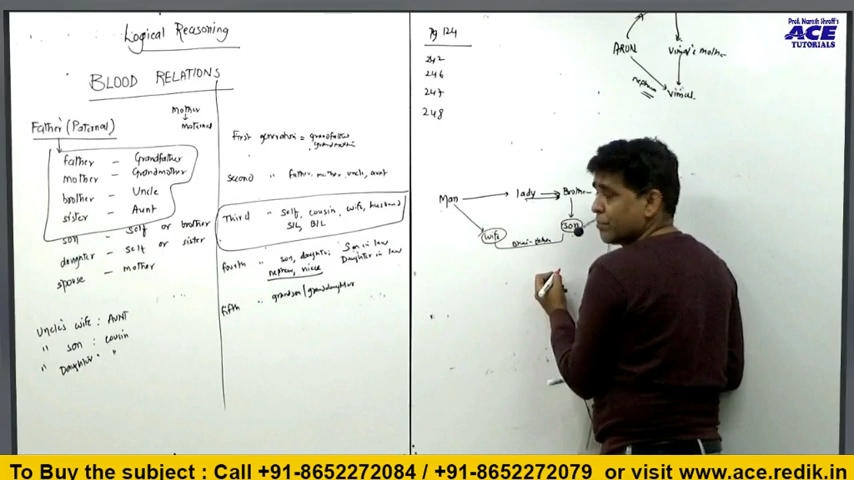 Logical Reasoning
BLOOD RELATIONS
Mother
Maternal
Father (Paternal)
father - Grandfather
mother - Grandmother
brother - Uncle
sister - Aunt
son - self or brother
daughter - self or sister
spouse - mother
Uncle's wife : AUNT
" son : cousin
" Daughter " "
First generation = grandfather
grandmother
second " father, mother, uncle, aunt
Third " self, cousin, wife, husband
SIL, BIL
fourth " son, daughter, Son in law
nephew, niece Daughter in law
fifth " grandson/granddaughter
Pg 124
242
246
247
248
ARUN
Vimal's mother
nephew
Vimal
Man
lady
Brother
wife
son
Prof. Naresh Shroff's
ACE
TUTORIALS
To Buy the subject : Call +91-8652272084 / +91-8652272079 or visit www.ace.redik.in